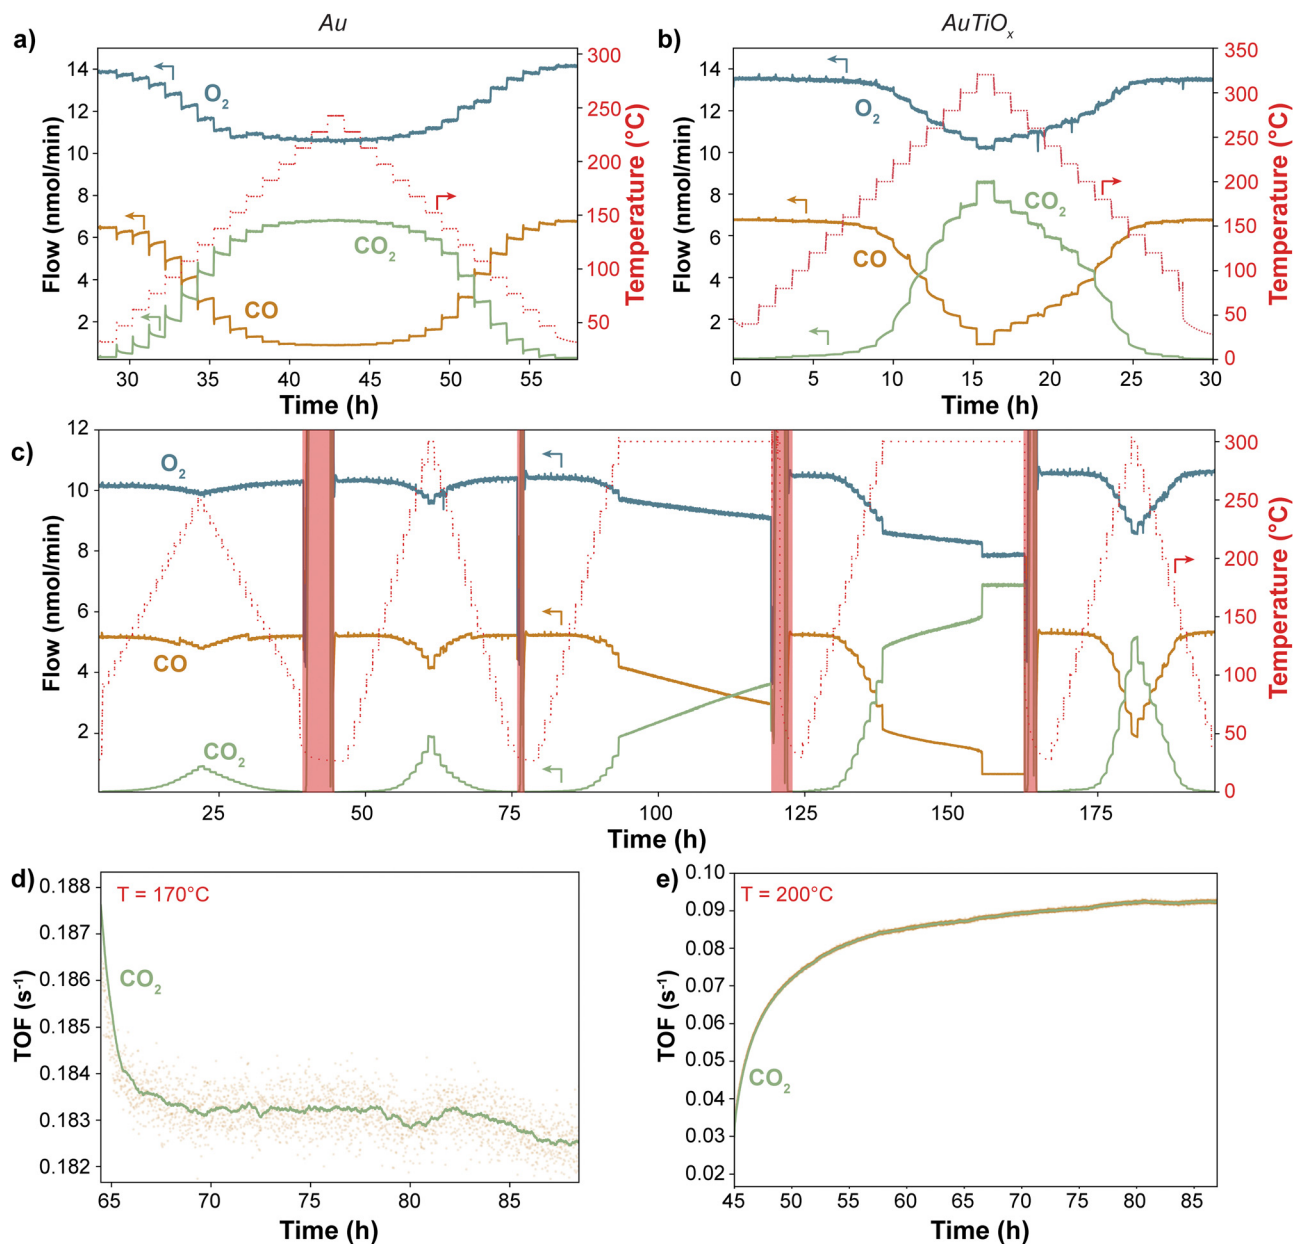 Au
AuTiOₓ
a)
14
12
10
8
6
4
2
Flow (nmol/min)
O₂
CO₂
CO
300
250
200
150
100
50
Temperature (°C)
30 35 40 45 50 55
Time (h)
b)
14
12
10
8
6
4
2
Flow (nmol/min)
O₂
CO₂
CO
350
300
250
200
150
100
50
0
Temperature (°C)
0 5 10 15 20 25 30
Time (h)
c)
12
10
8
6
4
2
Flow (nmol/min)
O₂
CO
CO₂
300
250
200
150
100
50
0
Temperature (°C)
25 50 75 100 125 150 175
Time (h)
d)
T = 170°C
0.188
0.187
0.186
0.185
0.184
0.183
0.182
TOF (s⁻¹)
CO₂
65 70 75 80 85
Time (h)
e)
T = 200°C
0.10
0.09
0.08
0.07
0.06
0.05
0.04
0.03
0.02
TOF (s⁻¹)
CO₂
45 50 55 60 65 70 75 80 85
Time (h)